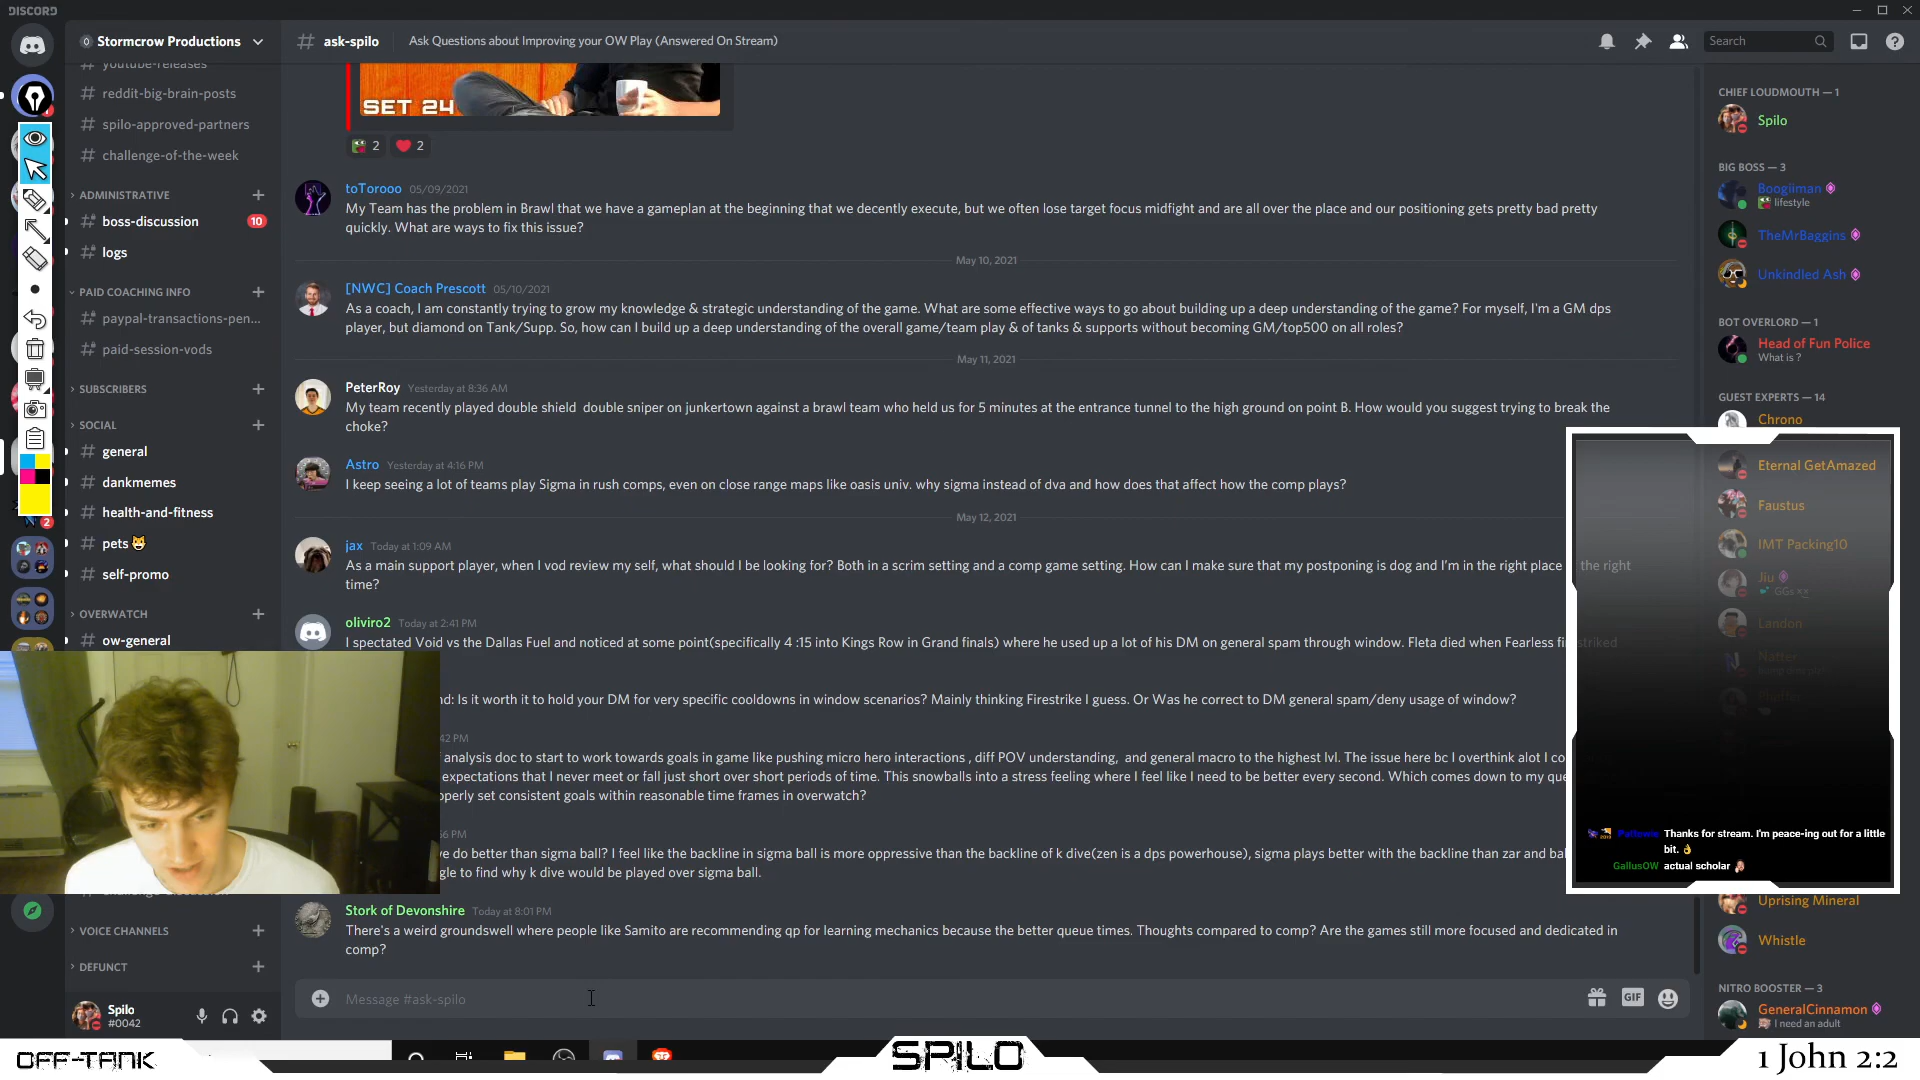 DISCORD
Stormcrow Productions
# ask-spilo
Ask Questions about Improving your OW Play (Answered On Stream)
Search
youtube-releases
reddit-big-brain-posts
spilo-approved-partners
challenge-of-the-week
ADMINISTRATIVE
boss-discussion
10
logs
PAID COACHING INFO
paypal-transactions-pen...
paid-session-vods
SUBSCRIBERS
SOCIAL
general
dankmemes
health-and-fitness
pets
self-promo
OVERWATCH
ow-general
VOICE CHANNELS
DEFUNCT
Spilo
#0042
2
SET 24
2 2
toTorooo 05/09/2021
My Team has the problem in Brawl that we have a gameplan at the beginning that we decently execute, but we often lose target focus midfight and are all over the place and our positioning gets pretty bad pretty
quickly. What are ways to fix this issue?
May 10, 2021
[NWC] Coach Prescott 05/10/2021
As a coach, I am constantly trying to grow my knowledge & strategic understanding of the game. What are some effective ways to go about building up a deep understanding of the game? For myself, I'm a GM dps
player, but diamond on Tank/Supp. So, how can I build up a deep understanding of the overall game/team play & of tanks & supports without becoming GM/top500 on all roles?
May 11, 2021
PeterRoy Yesterday at 8:36 AM
My team recently played double shield double sniper on junkertown against a brawl team who held us for 5 minutes at the entrance tunnel to the high ground on point B. How would you suggest trying to break the
choke?
Astro Yesterday at 4:16 PM
I keep seeing a lot of teams play Sigma in rush comps, even on close range maps like oasis univ. why sigma instead of dva and how does that affect how the comp plays?
May 12, 2021
jax Today at 1:09 AM
As a main support player, when I vod review my self, what should I be looking for? Both in a scrim setting and a comp game setting. How can I make sure that my postponing is dog and I'm in the right place the right
time?
oliviro2 Today at 2:41 PM
I spectated Void vs the Dallas Fuel and noticed at some point(specifically 4 :15 into Kings Row in Grand finals) where he used up a lot of his DM on general spam through window. Fleta died when Fearless fi striked
nd: Is it worth it to hold your DM for very specific cooldowns in window scenarios? Mainly thinking Firestrike I guess. Or Was he correct to DM general spam/deny usage of window?
42 PM
analysis doc to start to work towards goals in game like pushing micro hero interactions , diff POV understanding, and general macro to the highest lvl. The issue here bc I overthink alot I co
expectations that I never meet or fall just short over short periods of time. This snowballs into a stress feeling where I feel like I need to be better every second. Which comes down to my que
operly set consistent goals within reasonable time frames in overwatch?
56 PM
ve do better than sigma ball? I feel like the backline in sigma ball is more oppressive than the backline of k dive(zen is a dps powerhouse), sigma plays better with the backline than zar and bal
gle to find why k dive would be played over sigma ball.
Stork of Devonshire Today at 8:01 PM
There's a weird groundswell where people like Samito are recommending qp for learning mechanics because the better queue times. Thoughts compared to comp? Are the games still more focused and dedicated in
comp?
Message #ask-spilo
GIF
CHIEF LOUDMOUTH — 1
Spilo
BIG BOSS — 3
Boogiiman
lifestyle
TheMrBaggins
Unkindled Ash
BOT OVERLORD — 1
Head of Fun Police
What is ?
GUEST EXPERTS — 14
Chrono
Eternal GetAmazed
Faustus
IMT Packing10
Jiu
GGs
Landon
Natter
Thanks for stream. I'm peace-ing out for a little
bit.
GallusOW actual scholar
Uprising Mineral
Whistle
NITRO BOOSTER — 3
GeneralCinnamon
I need an adult
OFF-TANK
SPILO
1 John 2:2